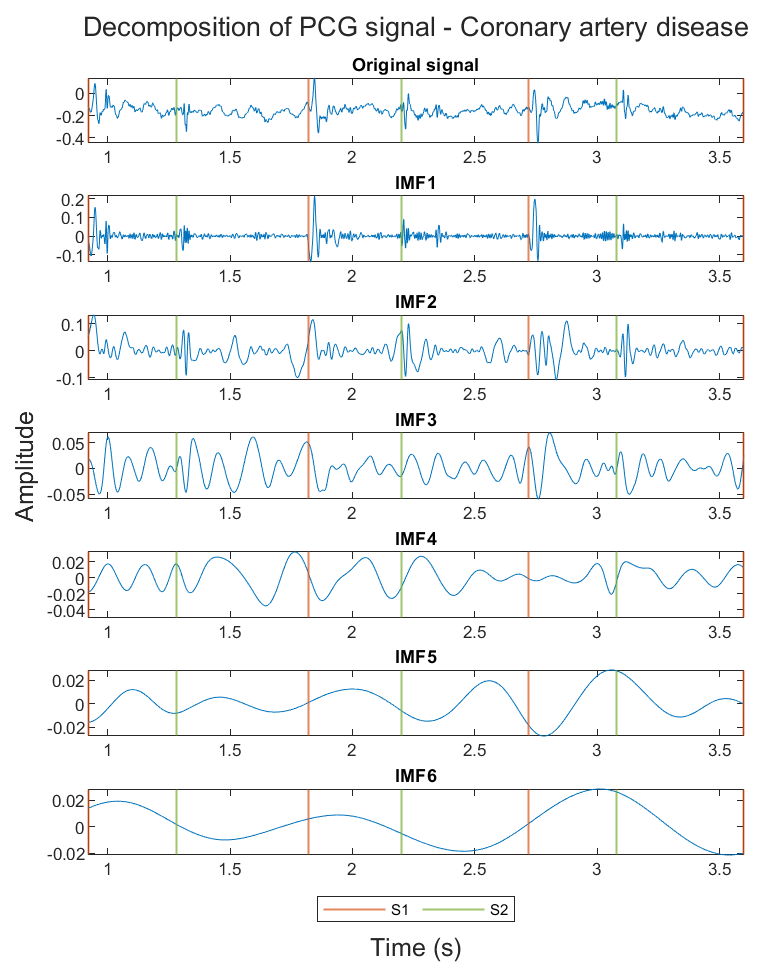 Decomposition of PCG signal - Coronary artery disease
Original signal
0
-0.2
-0.4
1 1.5 2 2.5 3 3.5
IMF1
0.2
0.1
0
-0.1
1 1.5 2 2.5 3 3.5
IMF2
0.1
0
-0.1
1 1.5 2 2.5 3 3.5
IMF3
0.05
0
-0.05
1 1.5 2 2.5 3 3.5
Amplitude
IMF4
0.02
0
-0.02
-0.04
1 1.5 2 2.5 3 3.5
IMF5
0.02
0
-0.02
1 1.5 2 2.5 3 3.5
IMF6
0.02
0
-0.02
1 1.5 2 2.5 3 3.5
S1 S2
Time (s)